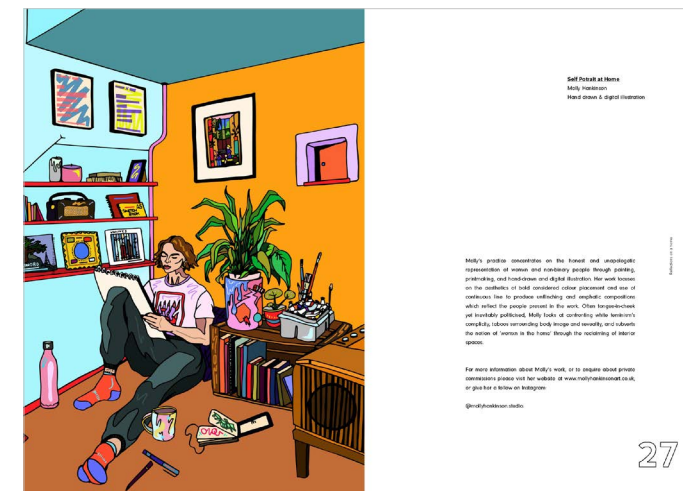 Self Potrait at Home
Molly Hankinson
Hand drawn & digital illustration
Molly's practice concentrates on the honest and unapologetic
representation of women and non-binary people through painting,
printmaking, and hand-drawn and digital illustration. Her work focuses
on the aesthetics of bold considered colour placement and use of
continuous line to produce unflinching and emphatic compositions
which reflect the people present in the work. Often tongue-in-cheek
yet inevitably politicised, Molly looks at confronting white feminism's
complicity, taboos surrounding body image and sexuality, and subverts
the notion of 'women in the home' through the reclaiming of interior
spaces.
For more information about Molly's work, or to enquire about private
commissions please visit her website at www.mollyhankinsonart.co.uk,
or give her a follow on Instagram
@mollyhankinson.studio.
27